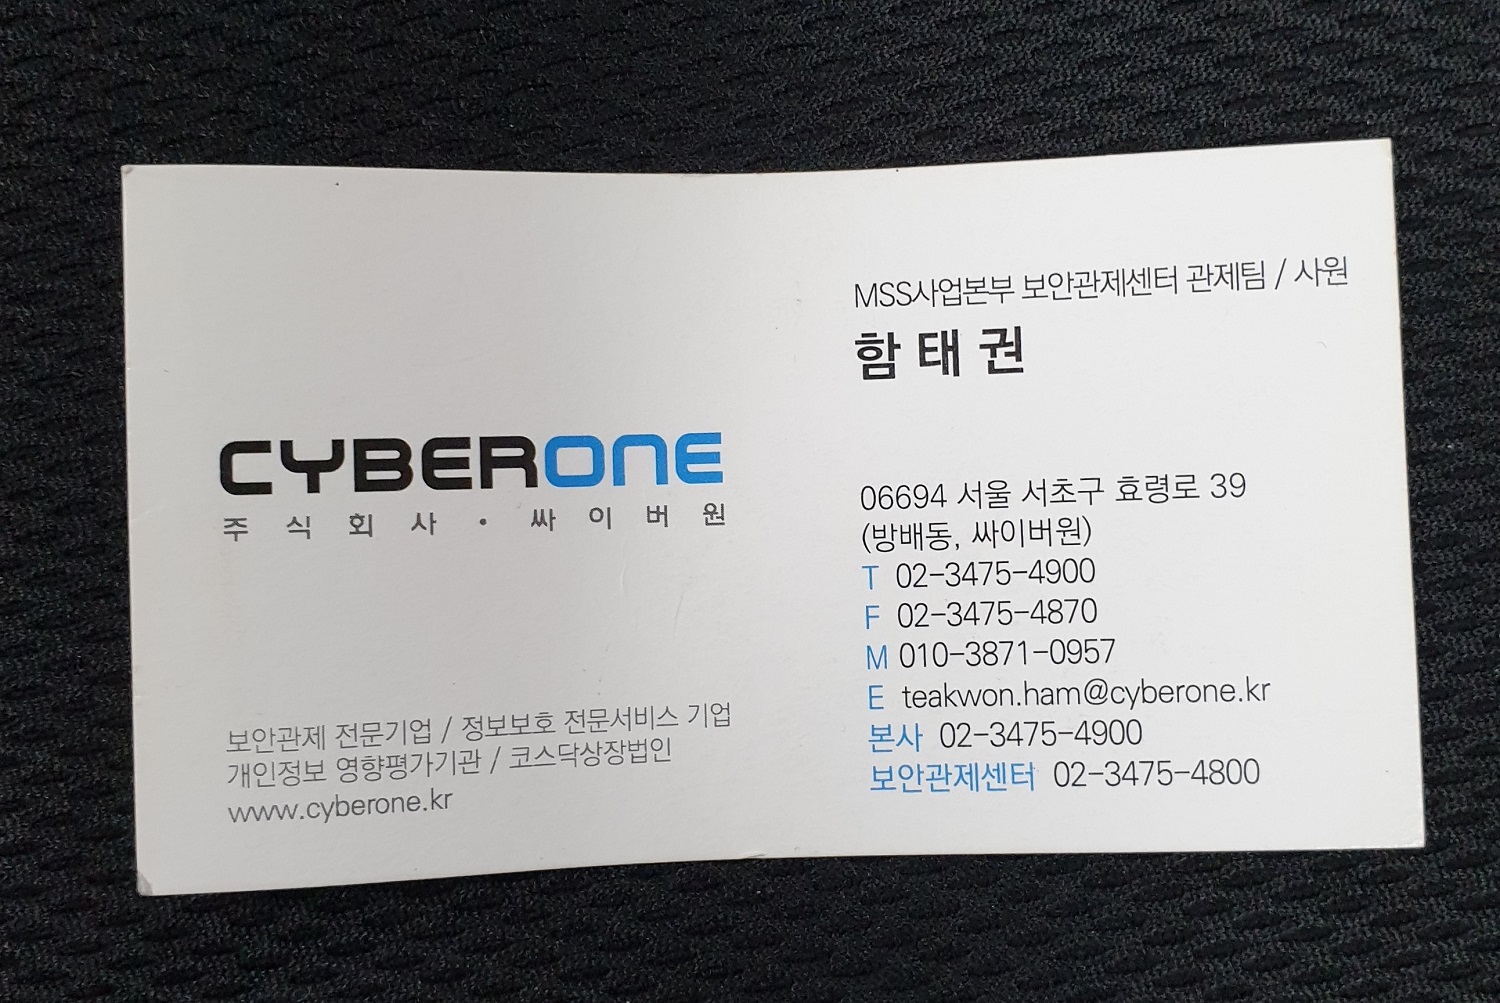 CYBERONE
주식회사 · 싸이버원
보안관제 전문기업 / 정보보호 전문서비스 기업
개인정보 영향평가기관 / 코스닥상장법인
www.cyberone.kr
MSS사업본부 보안관제센터 관제팀 / 사원
함태권
06694 서울 서초구 효령로 39
(방배동, 싸이버원)
T 02-3475-4900
F 02-3475-4870
M 010-3871-0957
E teakwon.ham@cyberone.kr
본사 02-3475-4900
보안관제센터 02-3475-4800